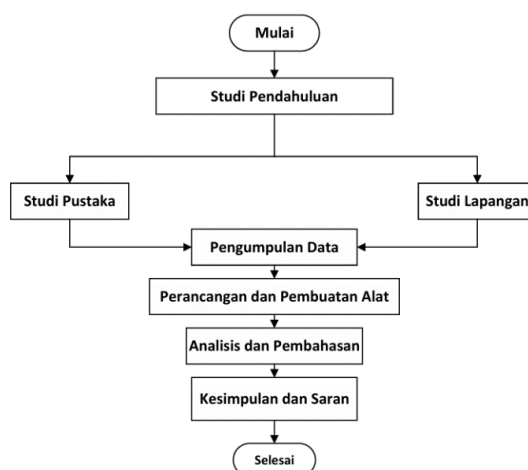 Mulai
Studi Pendahuluan
Studi Pustaka
Studi Lapangan
Pengumpulan Data
Perancangan dan Pembuatan Alat
Analisis dan Pembahasan
Kesimpulan dan Saran
Selesai